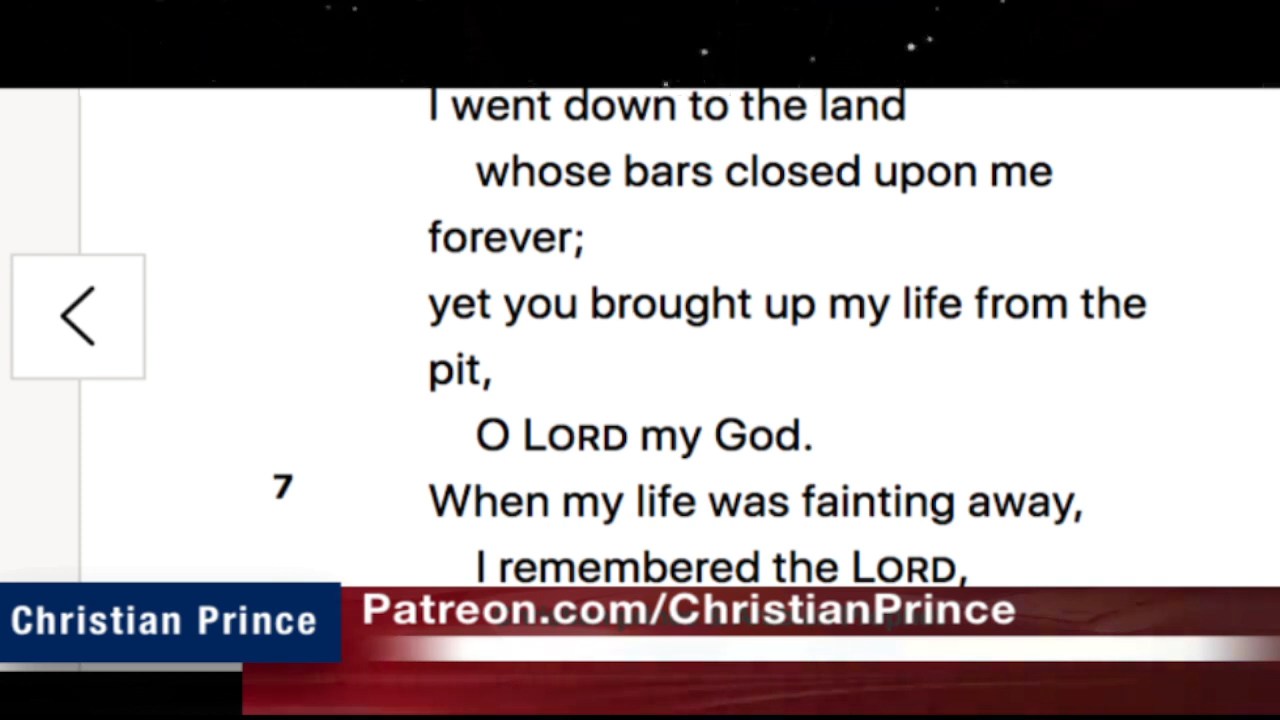 I went down to the land
whose bars closed upon me
forever;
yet you brought up my life from the
pit,
O LORD my God.
7
When my life was fainting away,
I remembered the LORD,
Christian Prince
Patreon.com/ChristianPrince